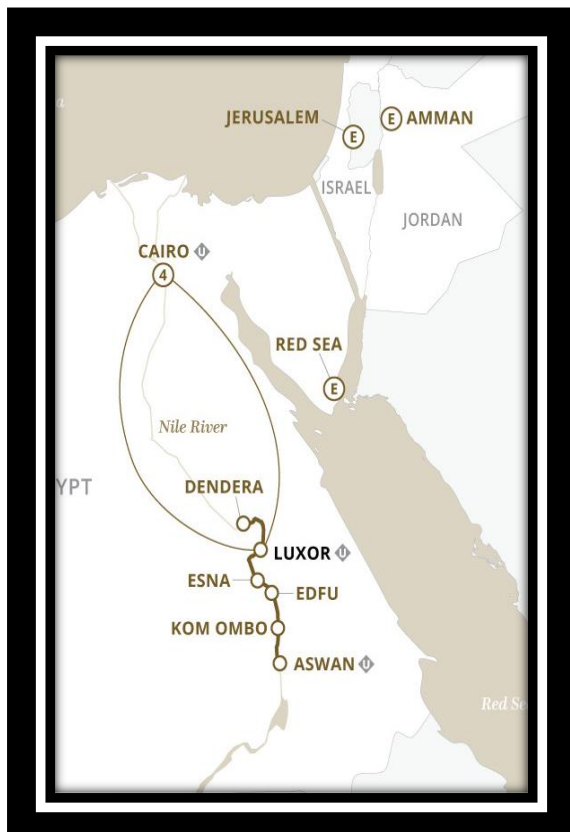 JERUSALEM
E
E
AMMAN
ISRAEL
JORDAN
CAIRO U
4
RED SEA
E
Nile River
YPT
DENDERA
LUXOR U
ESNA
EDFU
KOM OMBO
ASWAN U
Red Se